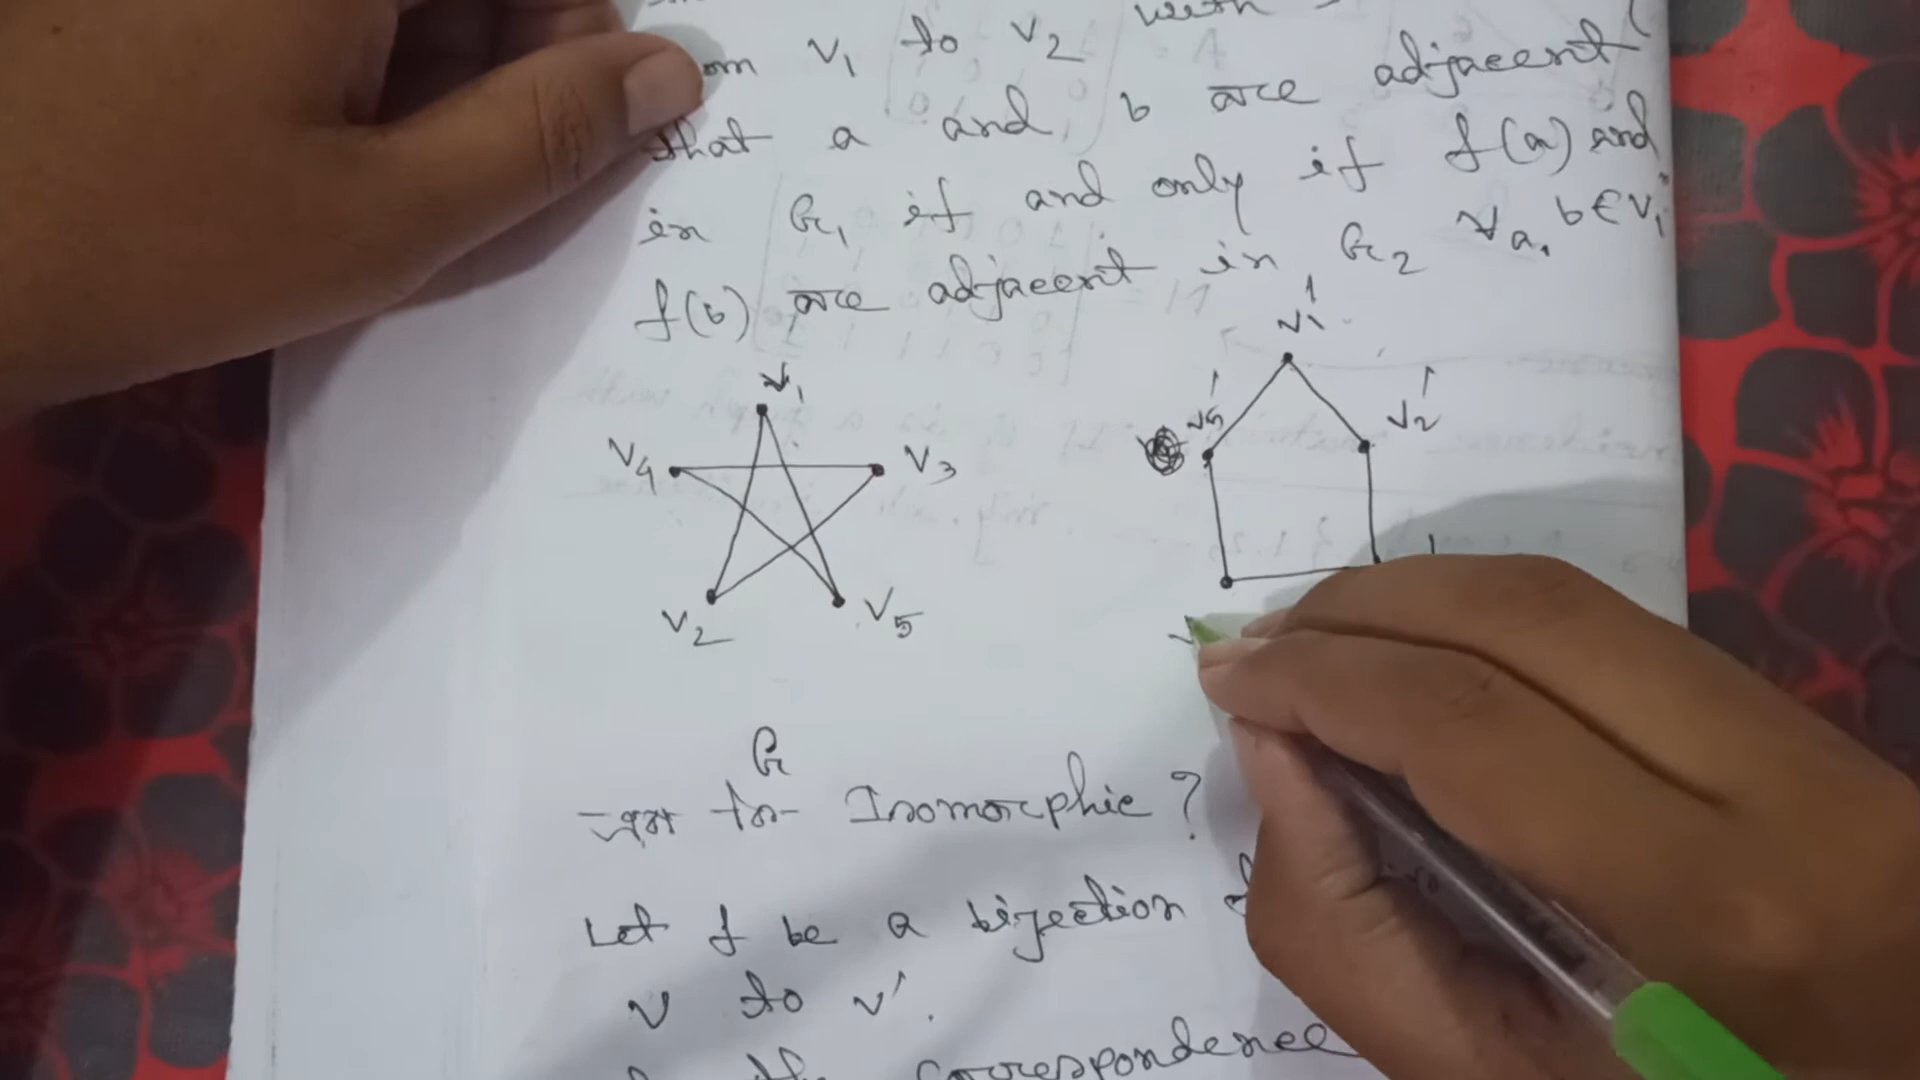 V₁ to V₂ with
that a and b are adjacent
in G₁ if and only if f(a) and
f(b) are adjacent in G₂ ∀a, b∈V₁
V₁'
V₁
V₅' V₂'
V₄ V₃
V₂ V₅
G
Isomorphic ?
Let f be a bijection
V to V'.
correspondence